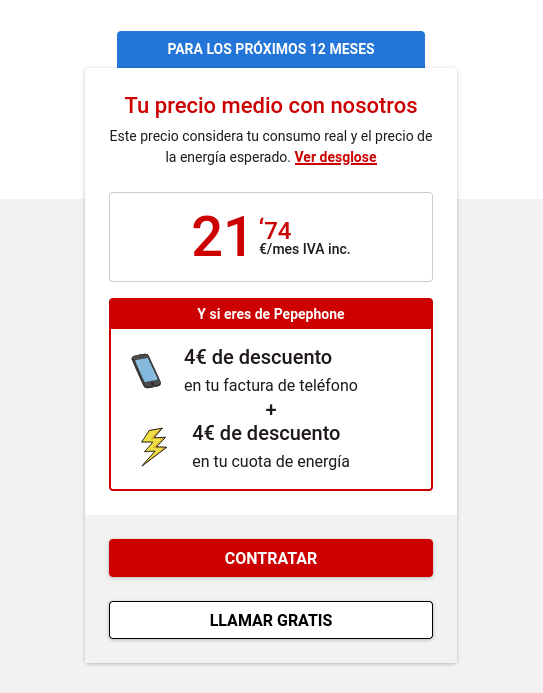 PARA LOS PRÓXIMOS 12 MESES
Tu precio medio con nosotros
Este precio considera tu consumo real y el precio de
la energía esperado. Ver desglose
21 ‘74
€/mes IVA inc.
Y si eres de Pepephone
4€ de descuento
en tu factura de teléfono
+
4€ de descuento
en tu cuota de energía
CONTRATAR
LLAMAR GRATIS